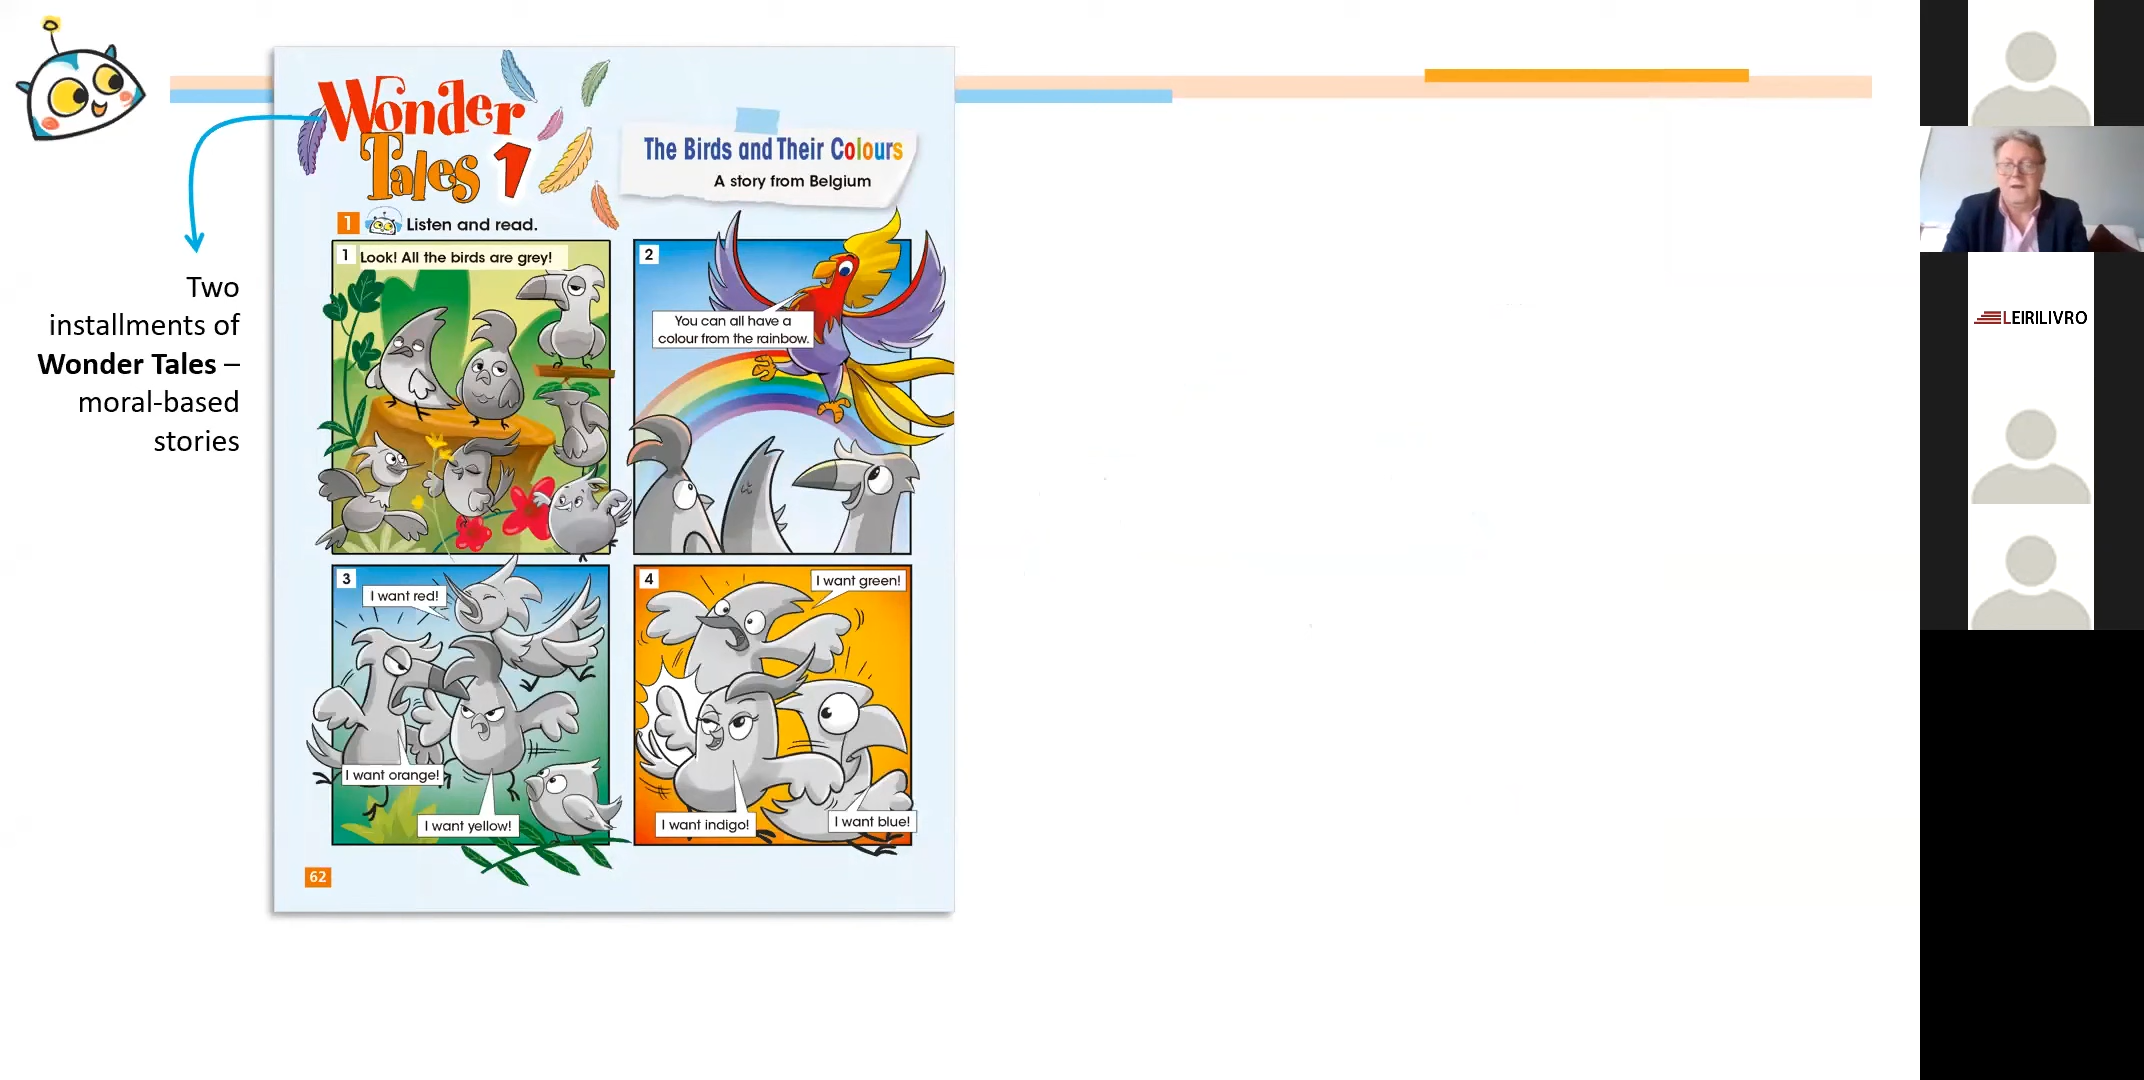 Wonder
Tales 1
The Birds and Their Colours
A story from Belgium
1 Listen and read.
1 Look! All the birds are grey!
2
You can all have a
colour from the rainbow.
3
I want red!
I want orange!
I want yellow!
4
I want green!
I want indigo!
I want blue!
62
Two
installments of
Wonder Tales –
moral-based
stories
LEIRILIVRO